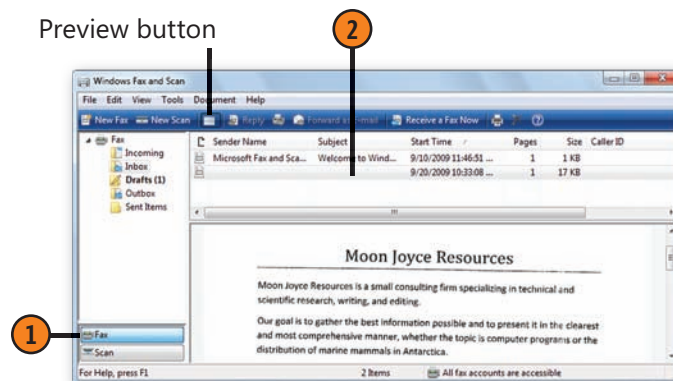 Preview button
2
Windows Fax and Scan
File Edit View Tools Document Help
New Fax New Scan Reply Forward as E-mail Receive a Fax Now
Fax
Incoming
Inbox
Drafts (1)
Outbox
Sent Items
Sender Name Subject Start Time Pages Size Caller ID
Microsoft Fax and Sca... Welcome to Wind... 9/10/2009 11:46:51 ... 1 1 KB
9/20/2009 10:33:08 ... 1 17 KB
Moon Joyce Resources
Moon Joyce Resources is a small consulting firm specializing in technical and
scientific research, writing, and editing.
Our goal is to gather the best information possible and to present it in the clearest
and most comprehensive manner, whether the topic is computer programs or the
distribution of marine mammals in Antarctica.
1
Fax
Scan
For Help, press F1 2 Items All fax accounts are accessible